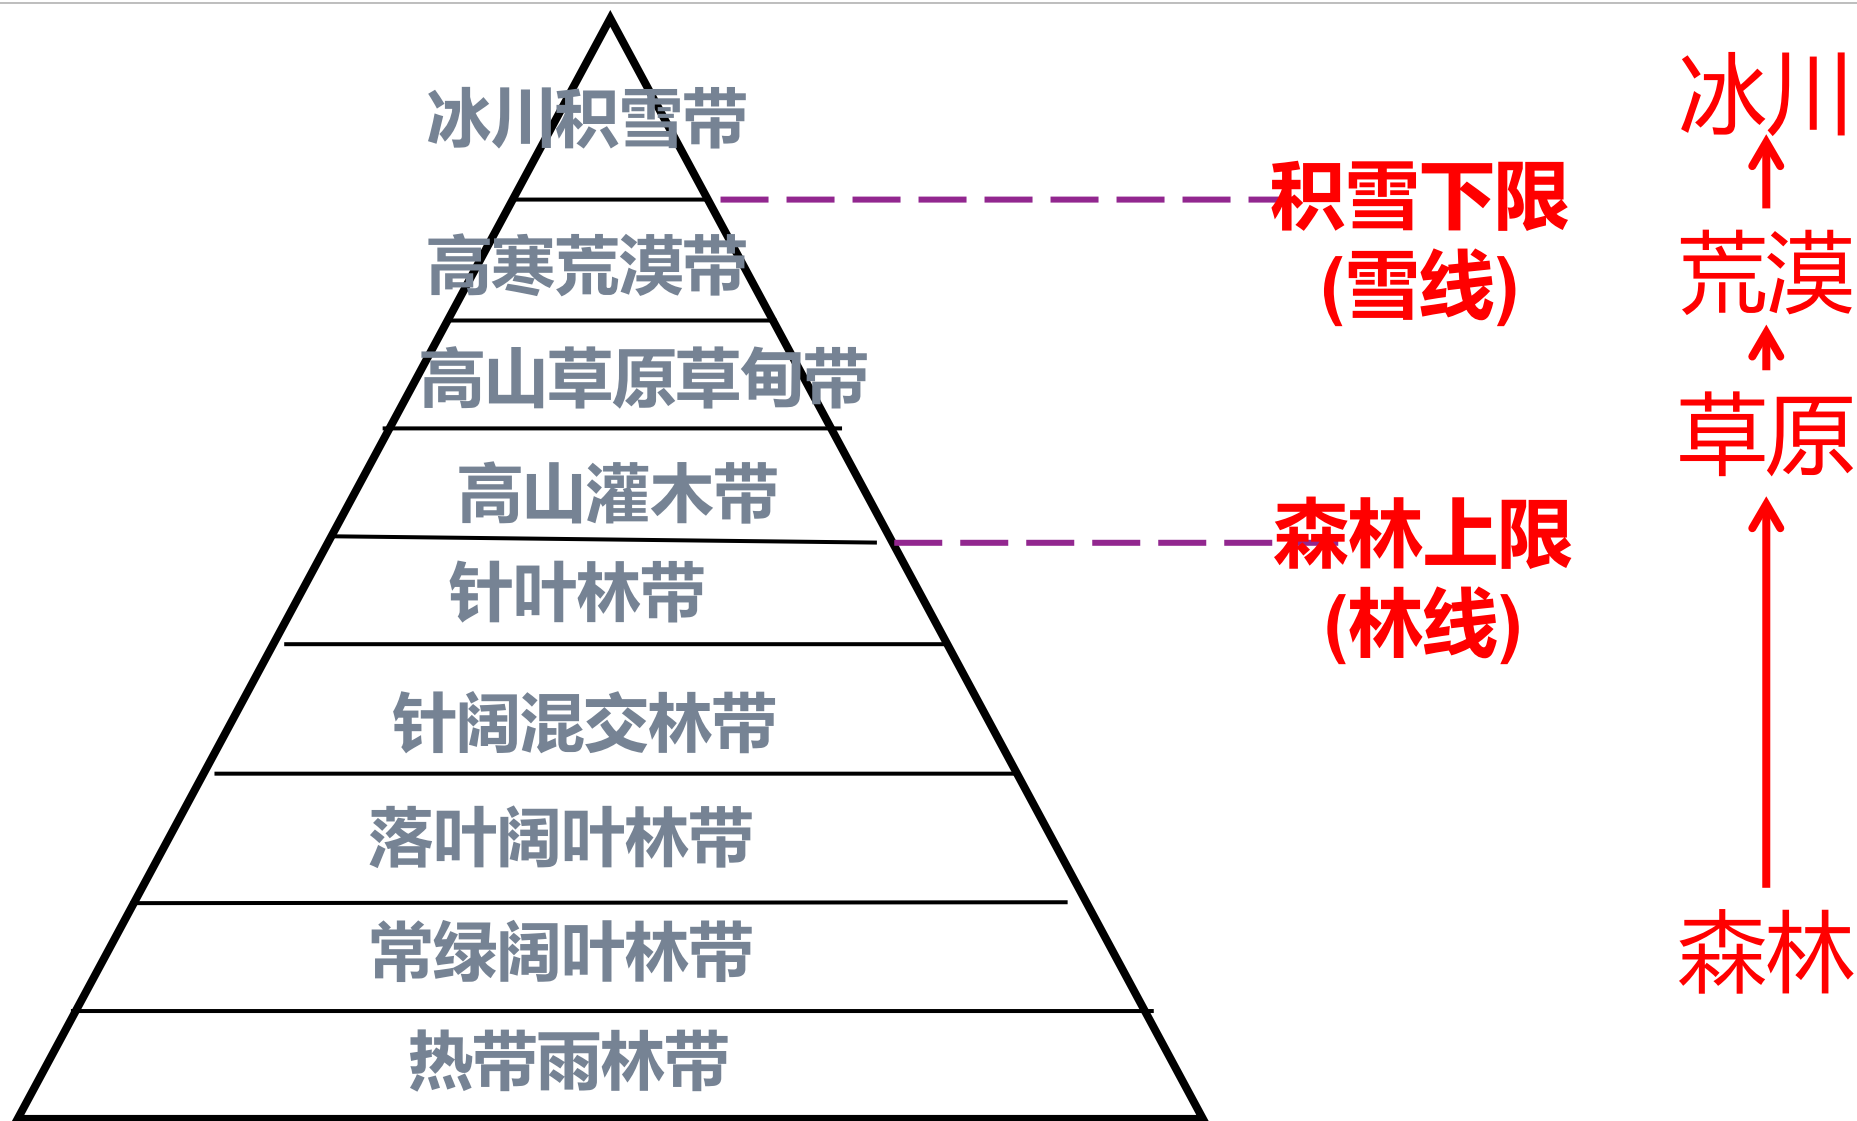 冰川积雪带
高寒荒漠带
高山草原草甸带
高山灌木带
针叶林带
针阔混交林带
落叶阔叶林带
常绿阔叶林带
热带雨林带
积雪下限
(雪线)
森林上限
(林线)
冰川
荒漠
草原
森林